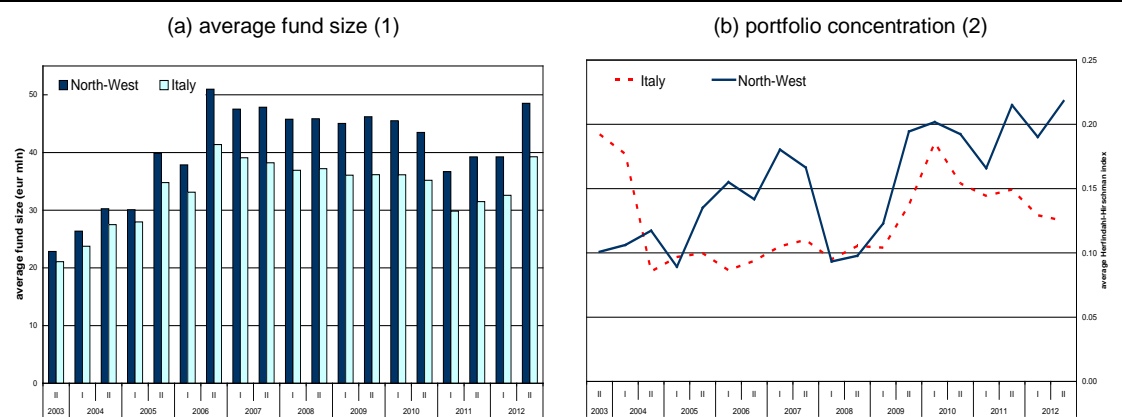 (a) average fund size (1)
(b) portfolio concentration (2)
North-West
Italy
average fund size (eur mln)
50
40
30
20
10
0
II I II I II I II I II I II I II I II I II I II
2003 2004 2005 2006 2007 2008 2009 2010 2011 2012
Italy
North-West
0.25
0.20
0.15
0.10
0.05
0.00
average Herfindahl-Hirschman index
II I II I II I II I II I II I II I II I II I II
2003 2004 2005 2006 2007 2008 2009 2010 2011 2012